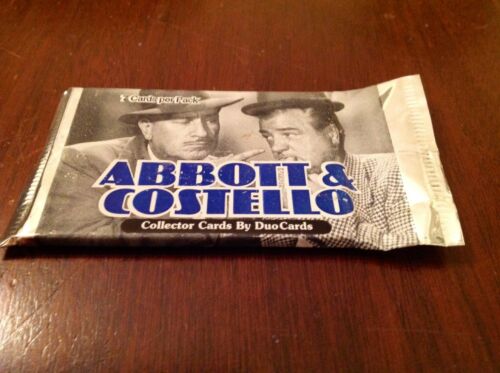 7 Cards per Pack
ABBOTT &
COSTELLO
Collector Cards By DuoCards